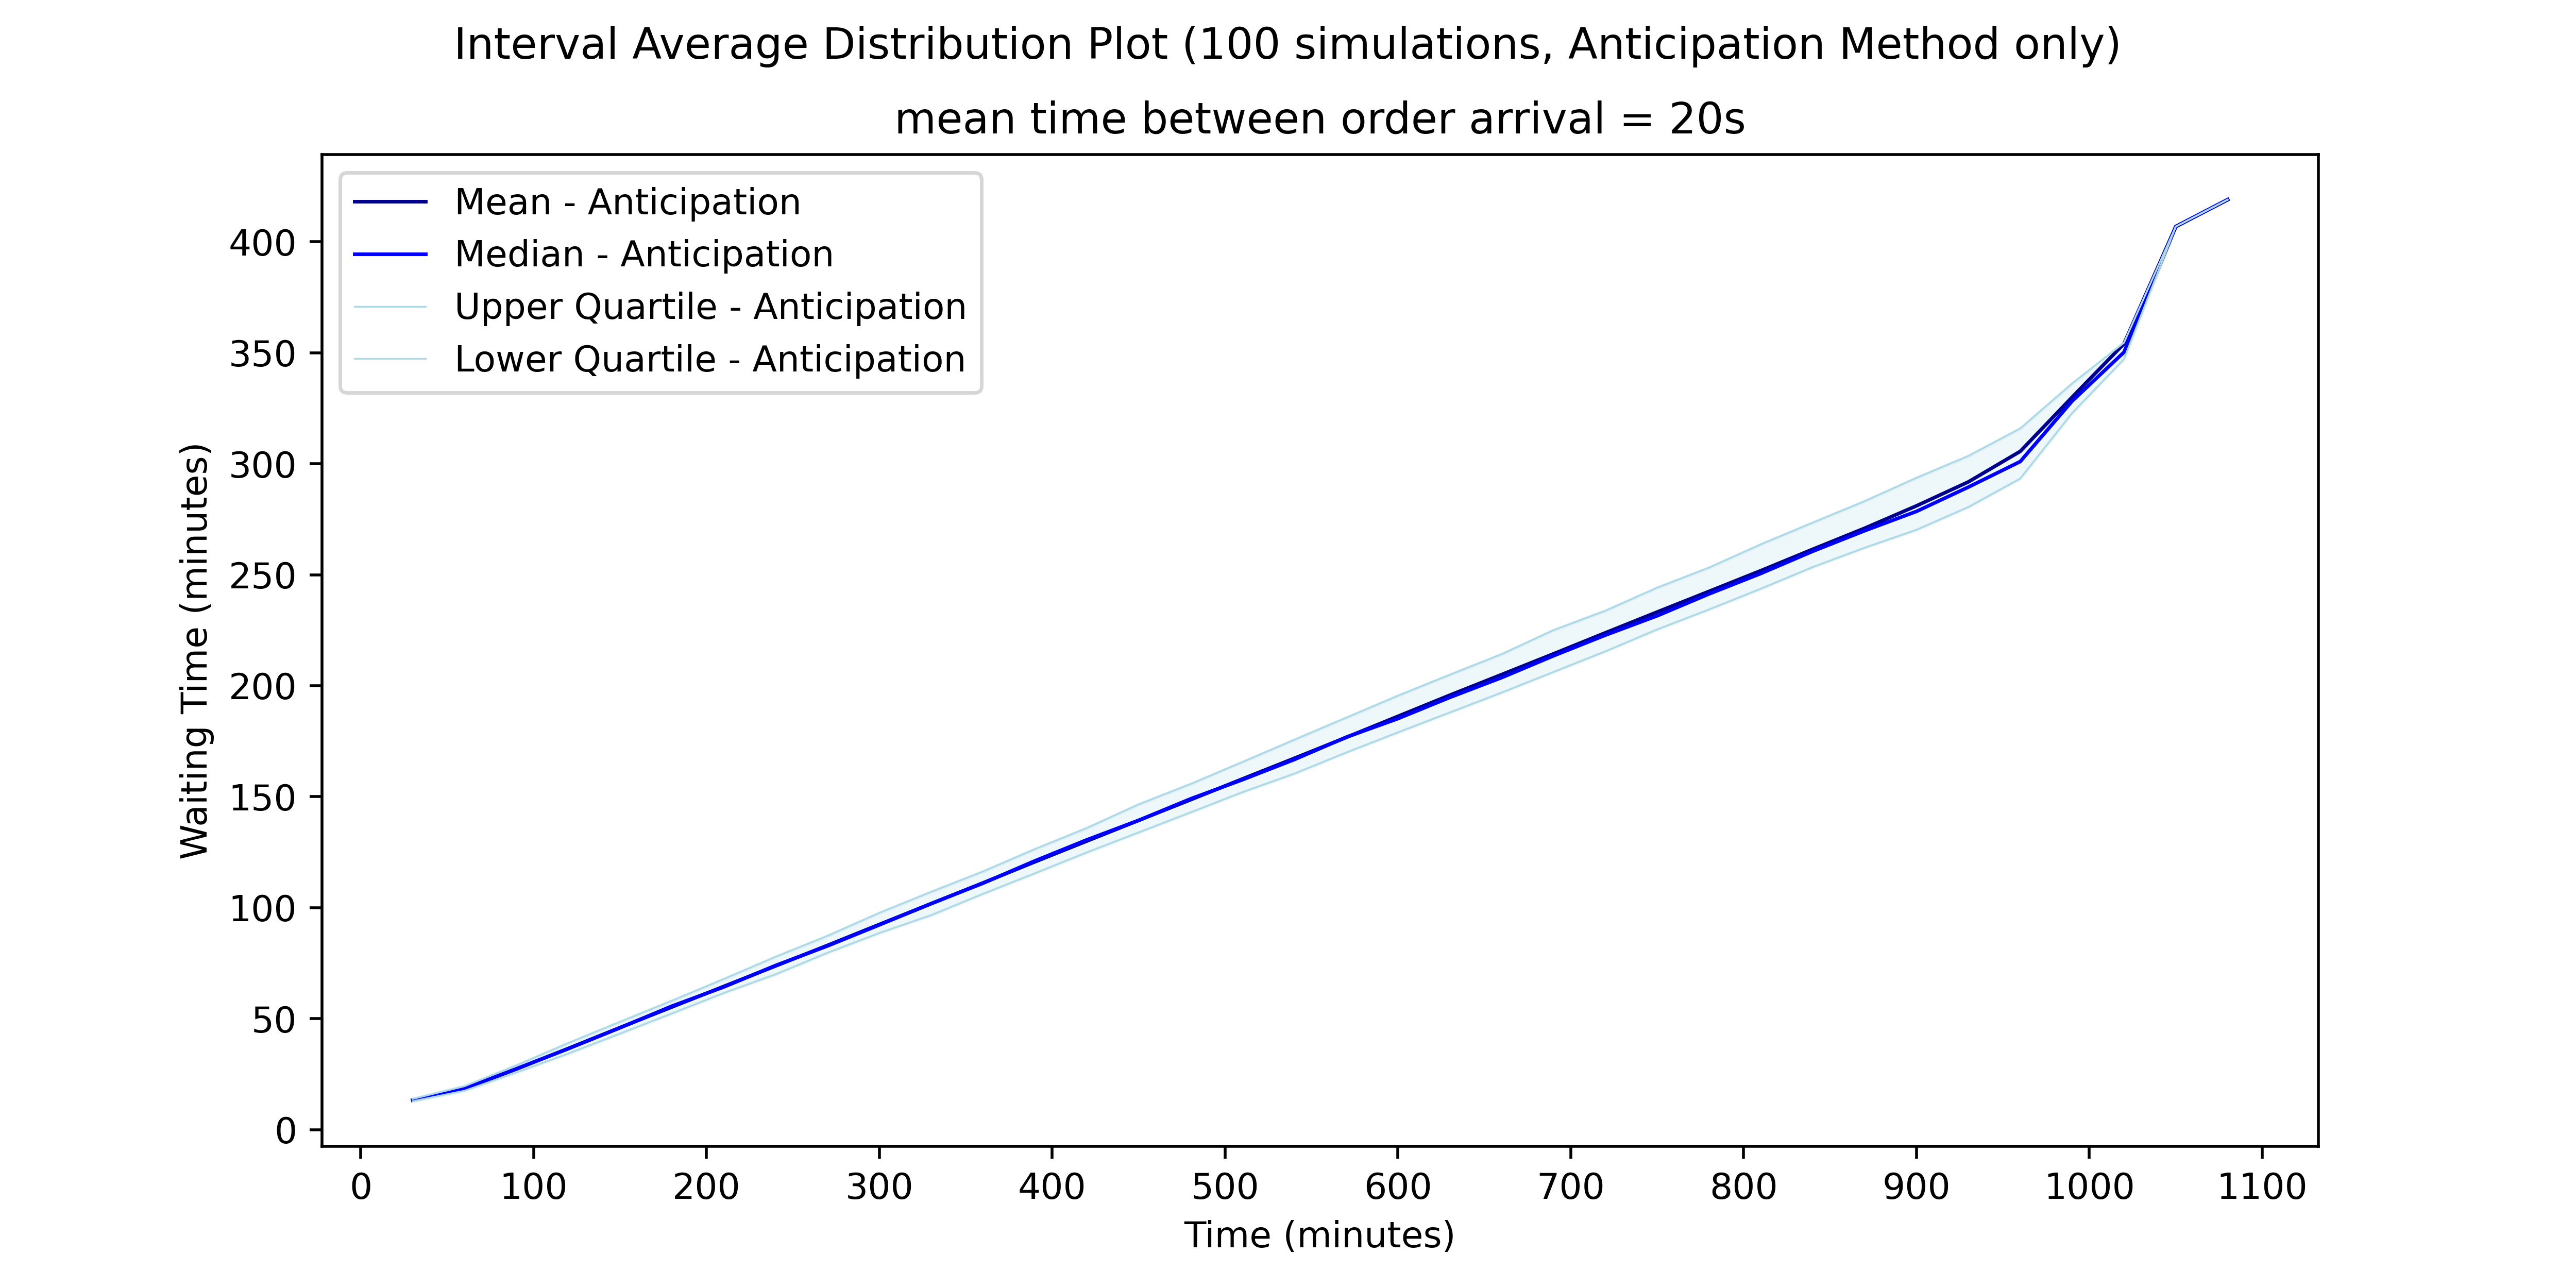 Interval Average Distribution Plot (100 simulations, Anticipation Method only)
mean time between order arrival = 20s
Mean - Anticipation
Median - Anticipation
Upper Quartile - Anticipation
Lower Quartile - Anticipation
Waiting Time (minutes)
400
350
300
250
200
150
100
50
0
0 100 200 300 400 500 600 700 800 900 1000 1100
Time (minutes)